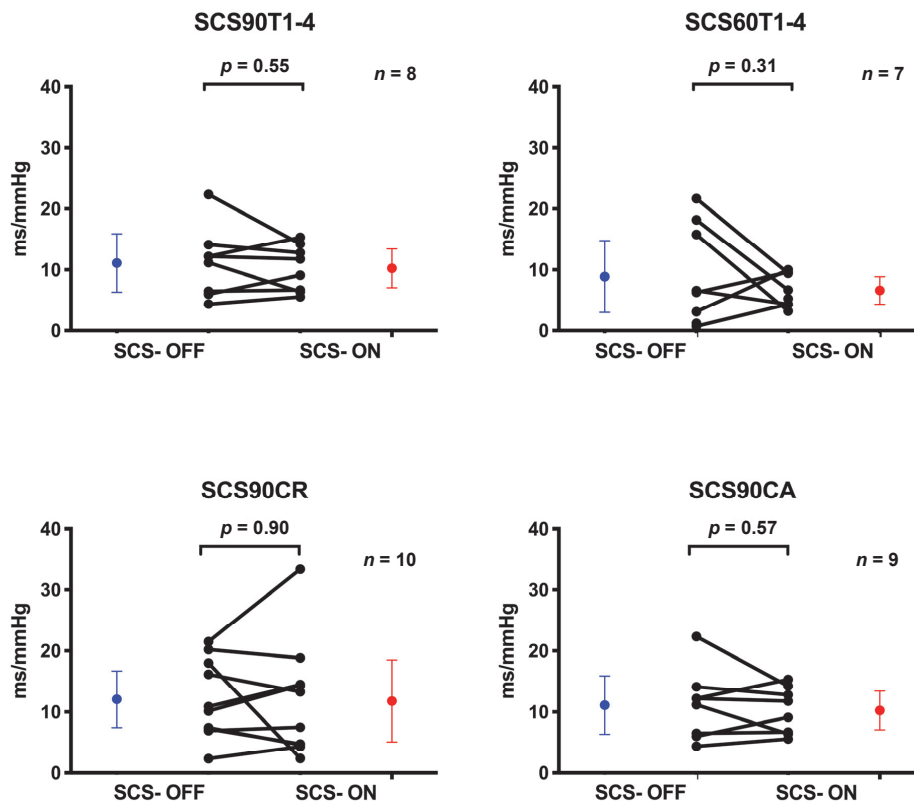 SCS90T1-4
p = 0.55
n = 8
40
30
20
10
0
ms/mmHg
SCS- OFF
SCS- ON
SCS60T1-4
p = 0.31
n = 7
40
30
20
10
0
ms/mmHg
SCS- OFF
SCS- ON
SCS90CR
p = 0.90
n = 10
40
30
20
10
0
ms/mmHg
SCS- OFF
SCS- ON
SCS90CA
p = 0.57
n = 9
40
30
20
10
0
ms/mmHg
SCS- OFF
SCS- ON